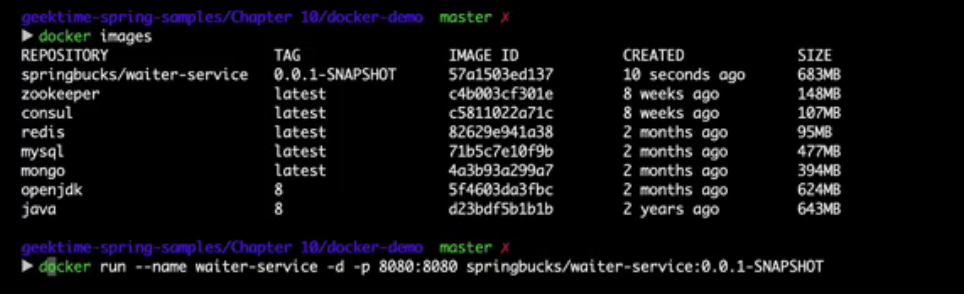 geektime-spring-samples/Chapter 10/docker-demo master ✗
▶ docker images
REPOSITORY TAG IMAGE ID CREATED SIZE
springbucks/waiter-service 0.0.1-SNAPSHOT 57a1503ed137 10 seconds ago 683MB
zookeeper latest c4b003cf301e 8 weeks ago 148MB
consul latest c5811022a71c 8 weeks ago 107MB
redis latest 82629e941a38 2 months ago 95MB
mysql latest 71b5c7e10f9b 2 months ago 477MB
mongo latest 4a3b93a299a7 2 months ago 394MB
openjdk 8 5f4603da3fbc 2 months ago 624MB
java 8 d23bdf5b1b1b 2 years ago 643MB
geektime-spring-samples/Chapter 10/docker-demo master ✗
▶ docker run --name waiter-service -d -p 8080:8080 springbucks/waiter-service:0.0.1-SNAPSHOT